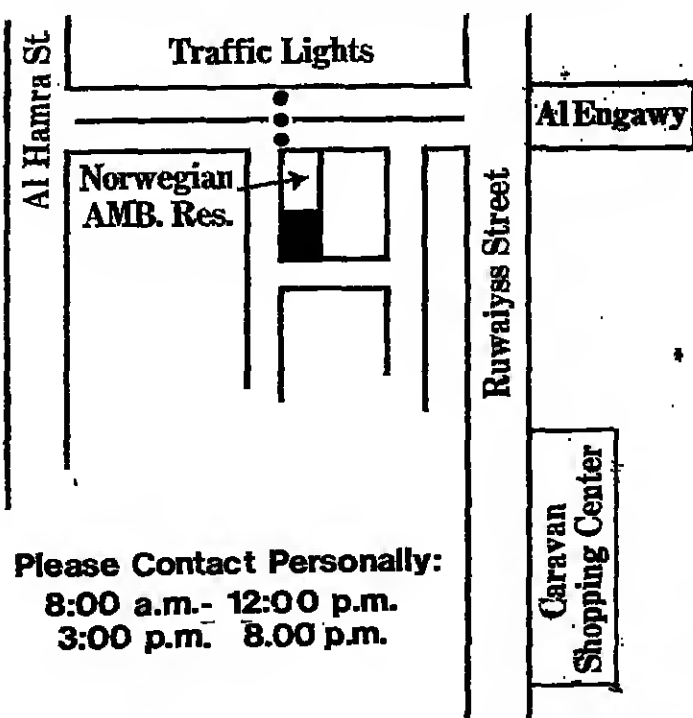 Al Hamra St
Traffic Lights
Al Engawy
Norwegian
AMB. Res.
Ruwaiyss Street
Caravan
Shopping Center
Please Contact Personally:
8:00 a.m.- 12:00 p.m.
3:00 p.m. 8.00 p.m.